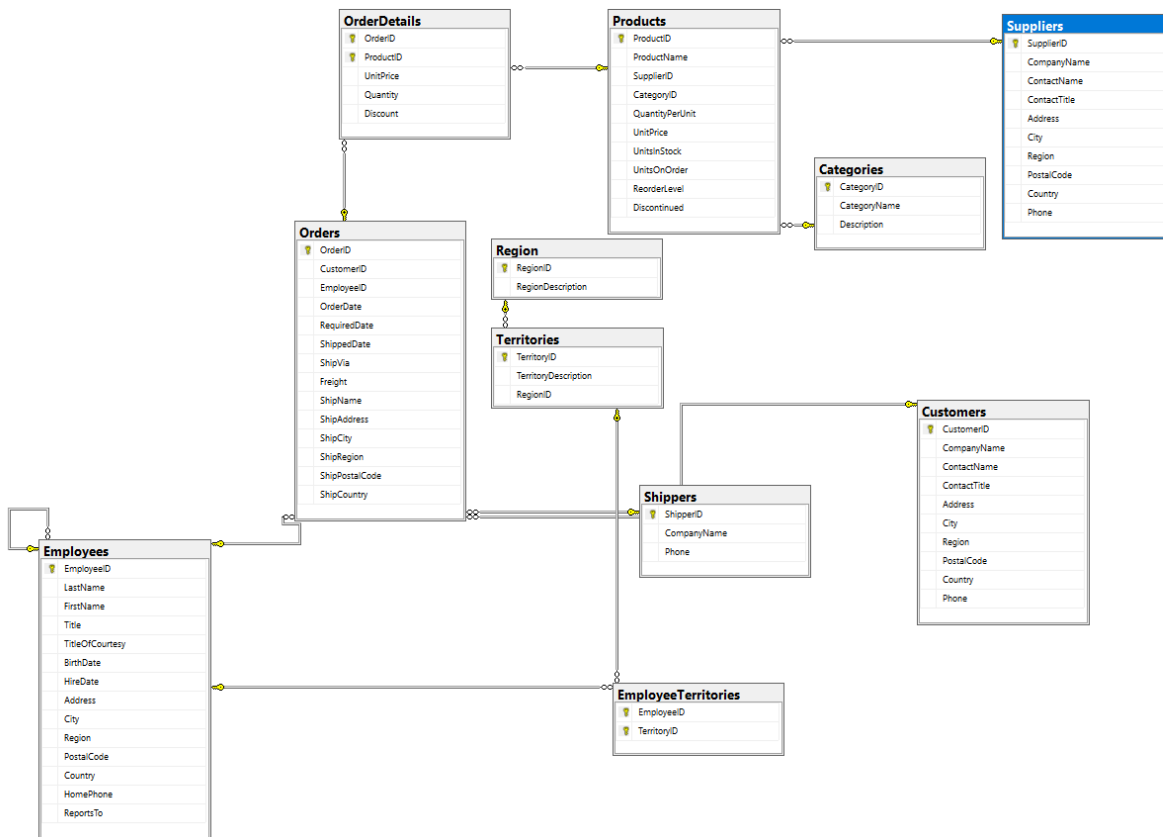 OrderDetails
OrderID
ProductID
UnitPrice
Quantity
Discount
Products
ProductID
ProductName
SupplierID
CategoryID
QuantityPerUnit
UnitPrice
UnitsInStock
UnitsOnOrder
ReorderLevel
Discontinued
Suppliers
SupplierID
CompanyName
ContactName
ContactTitle
Address
City
Region
PostalCode
Country
Phone
Categories
CategoryID
CategoryName
Description
Orders
OrderID
CustomerID
EmployeeID
OrderDate
RequiredDate
ShippedDate
ShipVia
Freight
ShipName
ShipAddress
ShipCity
ShipRegion
ShipPostalCode
ShipCountry
Region
RegionID
RegionDescription
Territories
TerritoryID
TerritoryDescription
RegionID
Customers
CustomerID
CompanyName
ContactName
ContactTitle
Address
City
Region
PostalCode
Country
Phone
Shippers
ShipperID
CompanyName
Phone
Employees
EmployeeID
LastName
FirstName
Title
TitleOfCourtesy
BirthDate
HireDate
Address
City
Region
PostalCode
Country
HomePhone
ReportsTo
EmployeeTerritories
EmployeeID
TerritoryID